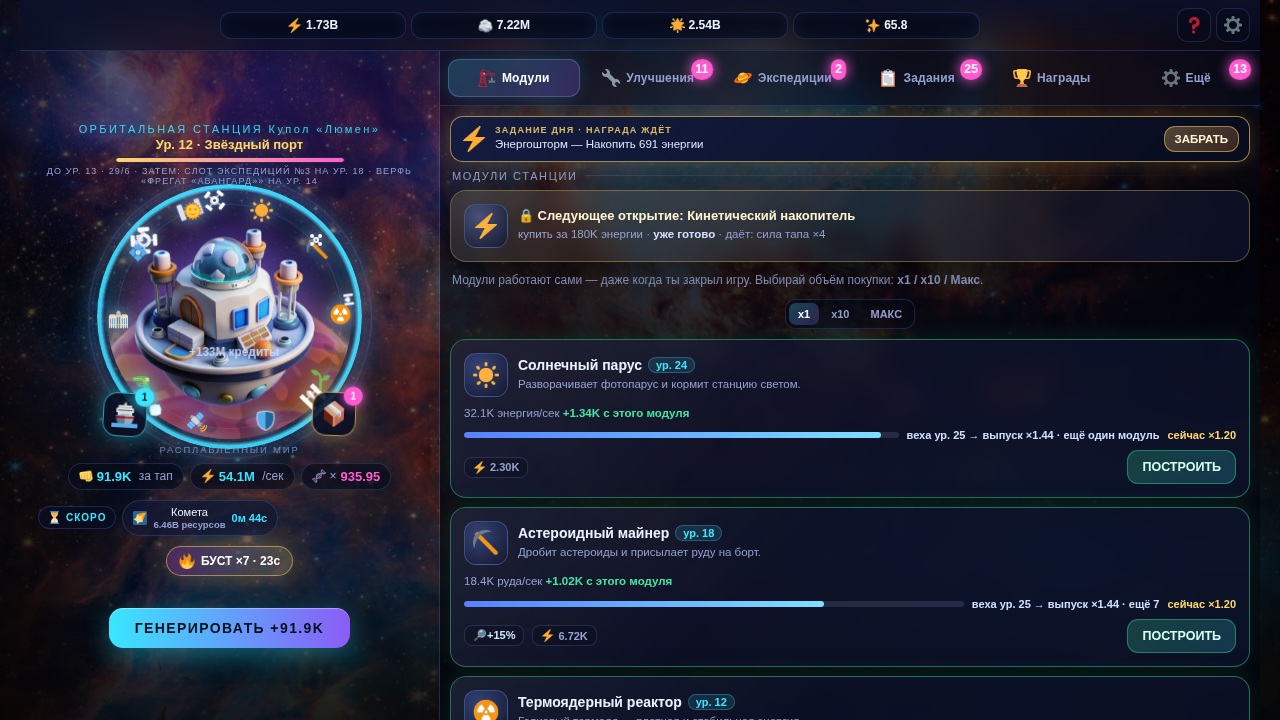 1.73B
7.22M
2.54B
65.8
Модули
Улучшения
11
Экспедиции
2
Задания
25
Награды
Ещё
13
ОРБИТАЛЬНАЯ СТАНЦИЯ Купол «Люмен»
Ур. 12 · Звёздный порт
ДО УР. 13 · 29/6 · ЗАТЕМ: СЛОТ ЭКСПЕДИЦИИ №3 НА УР. 18 · ВЕРФЬ
«ФРЕГАТ «АВАНГАРД»» НА УР. 14
+133M кредиты
1
1
РАСПЛАВЛЕННЫЙ МИР
91.9K за тап
54.1M /сек
× 935.95
СКОРО
Комета
6.46B ресурсов
0м 44с
БУСТ ×7 · 23с
ГЕНЕРИРОВАТЬ +91.9K
ЗАДАНИЕ ДНЯ · НАГРАДА ЖДЁТ
Энергошторм — Накопить 691 энергии
ЗАБРАТЬ
МОДУЛИ СТАНЦИИ
Следующее открытие: Кинетический накопитель
купить за 180K энергии · уже готово · даёт: сила тапа ×4
Модули работают сами — даже когда ты закрыл игру. Выбирай объём покупки: x1 / x10 / Макс.
x1
x10
МАКС
Солнечный парус ур. 24
Разворачивает фотопарус и кормит станцию светом.
32.1K энергия/сек +1.34K с этого модуля
веха ур. 25 → выпуск ×1.44 · ещё один модуль сейчас ×1.20
2.30K
ПОСТРОИТЬ
Астероидный майнер ур. 18
Дробит астероиды и присылает руду на борт.
18.4K руда/сек +1.02K с этого модуля
веха ур. 25 → выпуск ×1.44 · ещё 7 сейчас ×1.20
+15%
6.72K
ПОСТРОИТЬ
Термоядерный реактор ур. 12